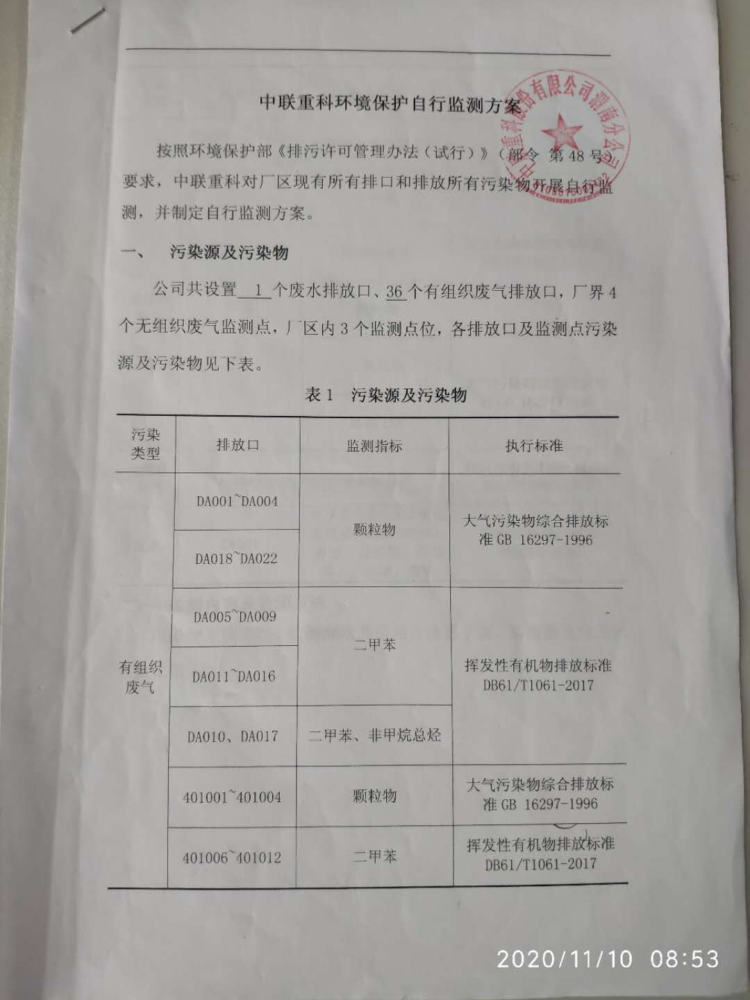 中联重科环境保护自行监测方案
中联重科股份有限公司渭南分公司
按照环境保护部《排污许可管理办法（试行）》（部令 第 48 号）
要求，中联重科对厂区现有所有排口和排放所有污染物开展自行监
测，并制定自行监测方案。
一、 污染源及污染物
公司共设置 1 个废水排放口、36 个有组织废气排放口，厂界 4
个无组织废气监测点，厂区内 3 个监测点位，各排放口及监测点污染
源及污染物见下表。
表 1 污染源及污染物
污染
类型
排放口
监测指标
执行标准
有组织
废气
DA001~DA004
颗粒物
大气污染物综合排放标
准 GB 16297-1996
DA018~DA022
DA005~DA009
二甲苯
挥发性有机物排放标准
DB61/T1061-2017
DA011~DA016
DA010、DA017
二甲苯、非甲烷总烃
401001~401004
颗粒物
大气污染物综合排放标
准 GB 16297-1996
401006~401012
二甲苯
挥发性有机物排放标准
DB61/T1061-2017
2020/11/10 08:53